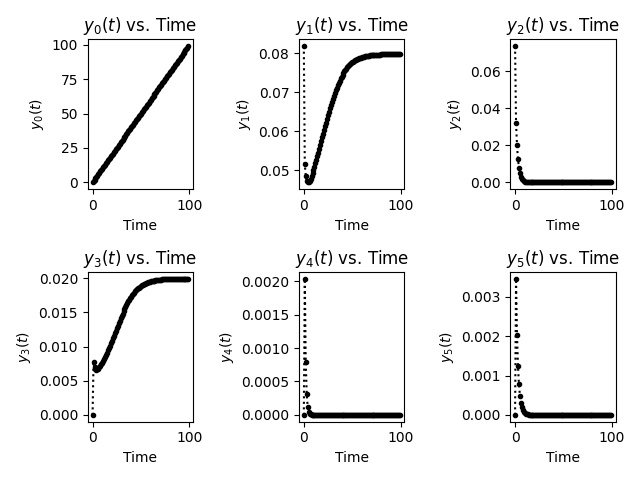 y₀(t) vs. Time
y₁(t) vs. Time
y₂(t) vs. Time
100
75
50
25
0
y₀(t)
0 100
Time
0.08
0.07
0.06
0.05
y₁(t)
0 100
Time
0.06
0.04
0.02
0.00
y₂(t)
0 100
Time
y₃(t) vs. Time
y₄(t) vs. Time
y₅(t) vs. Time
0.020
0.015
0.010
0.005
0.000
y₃(t)
0 100
Time
0.0020
0.0015
0.0010
0.0005
0.0000
y₄(t)
0 100
Time
0.003
0.002
0.001
0.000
y₅(t)
0 100
Time